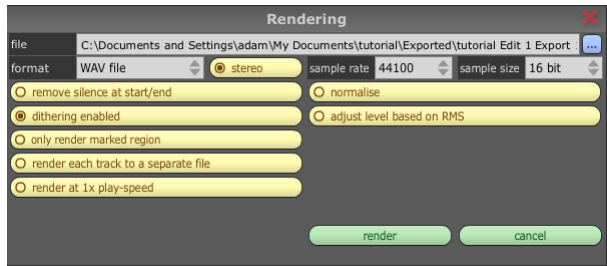 Rendering
file C:\Documents and Settings\adam\My Documents\tutorial\Exported\tutorial Edit 1 Export ...
format WAV file stereo sample rate 44100 sample size 16 bit
remove silence at start/end normalise
dithering enabled adjust level based on RMS
only render marked region
render each track to a separate file
render at 1x play-speed
render cancel